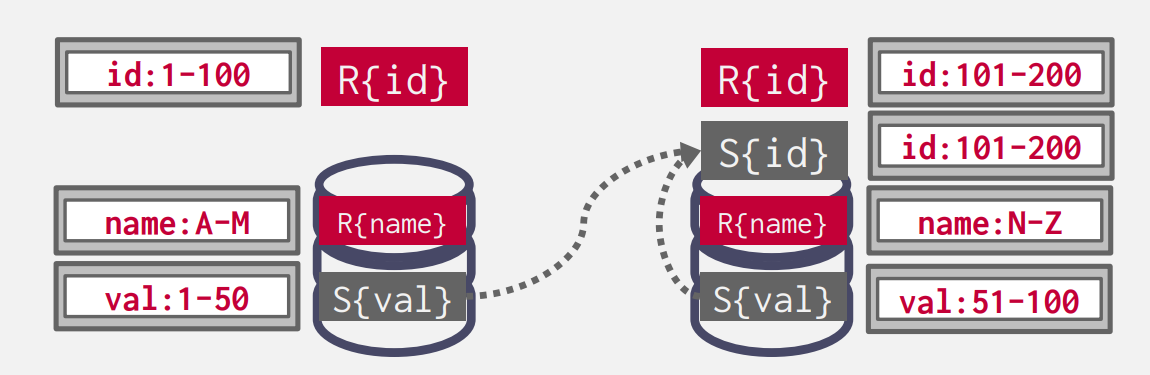 id:1-100
R{id}
R{id}
id:101-200
S{id}
id:101-200
name:A-M
R{name}
R{name}
name:N-Z
val:1-50
S{val}
S{val}
val:51-100